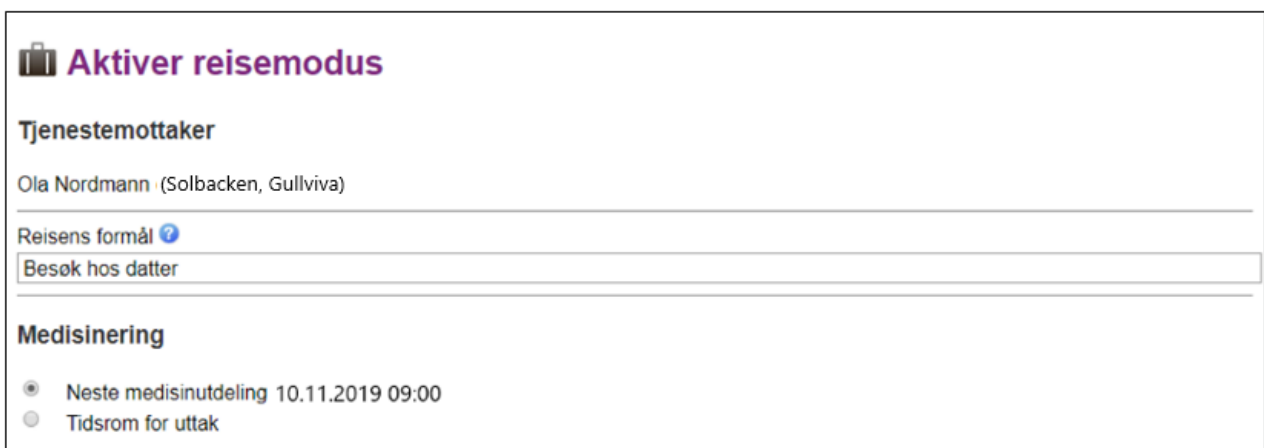 Aktiver reisemodus
Tjenestemottaker
Ola Nordmann (Solbacken, Gullviva)
Reisens formål ?
Besøk hos datter
Medisinering
Neste medisinutdeling 10.11.2019 09:00
Tidsrom for uttak